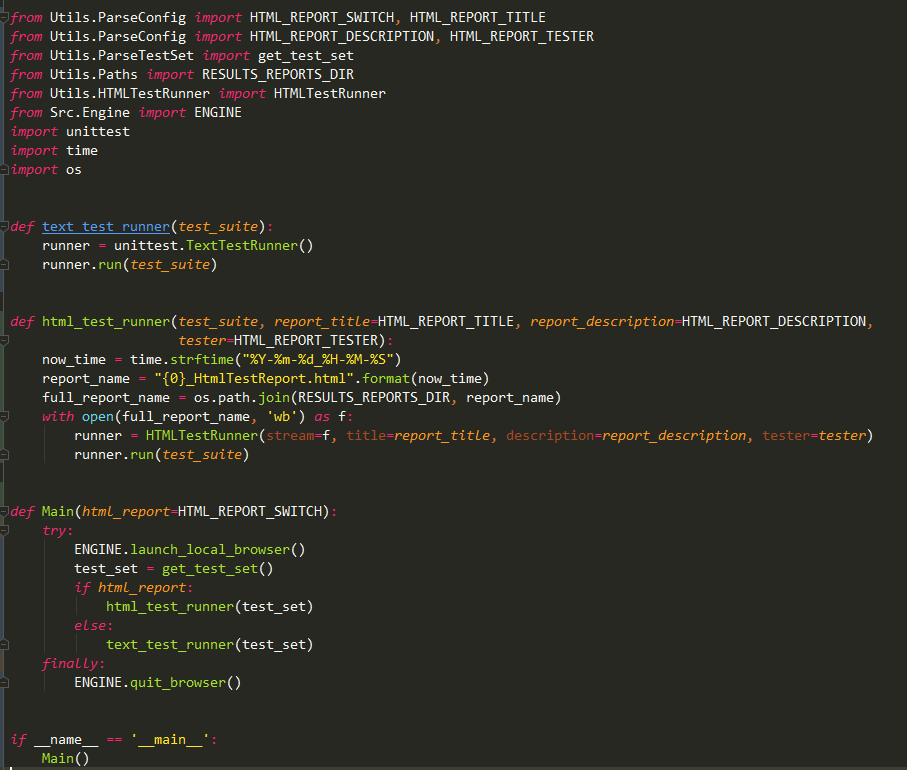 from Utils.ParseConfig import HTML_REPORT_SWITCH, HTML_REPORT_TITLE
from Utils.ParseConfig import HTML_REPORT_DESCRIPTION, HTML_REPORT_TESTER
from Utils.ParseTestSet import get_test_set
from Utils.Paths import RESULTS_REPORTS_DIR
from Utils.HTMLTestRunner import HTMLTestRunner
from Src.Engine import ENGINE
import unittest
import time
import os
def text_test_runner(test_suite):
    runner = unittest.TextTestRunner()
    runner.run(test_suite)
def html_test_runner(test_suite, report_title=HTML_REPORT_TITLE, report_description=HTML_REPORT_DESCRIPTION,
                     tester=HTML_REPORT_TESTER):
    now_time = time.strftime("%Y-%m-%d_%H-%M-%S")
    report_name = "{0}_HtmlTestReport.html".format(now_time)
    full_report_name = os.path.join(RESULTS_REPORTS_DIR, report_name)
    with open(full_report_name, 'wb') as f:
        runner = HTMLTestRunner(stream=f, title=report_title, description=report_description, tester=tester)
        runner.run(test_suite)
def Main(html_report=HTML_REPORT_SWITCH):
    try:
        ENGINE.launch_local_browser()
        test_set = get_test_set()
        if html_report:
            html_test_runner(test_set)
        else:
            text_test_runner(test_set)
    finally:
        ENGINE.quit_browser()
if __name__ == '__main__':
    Main()